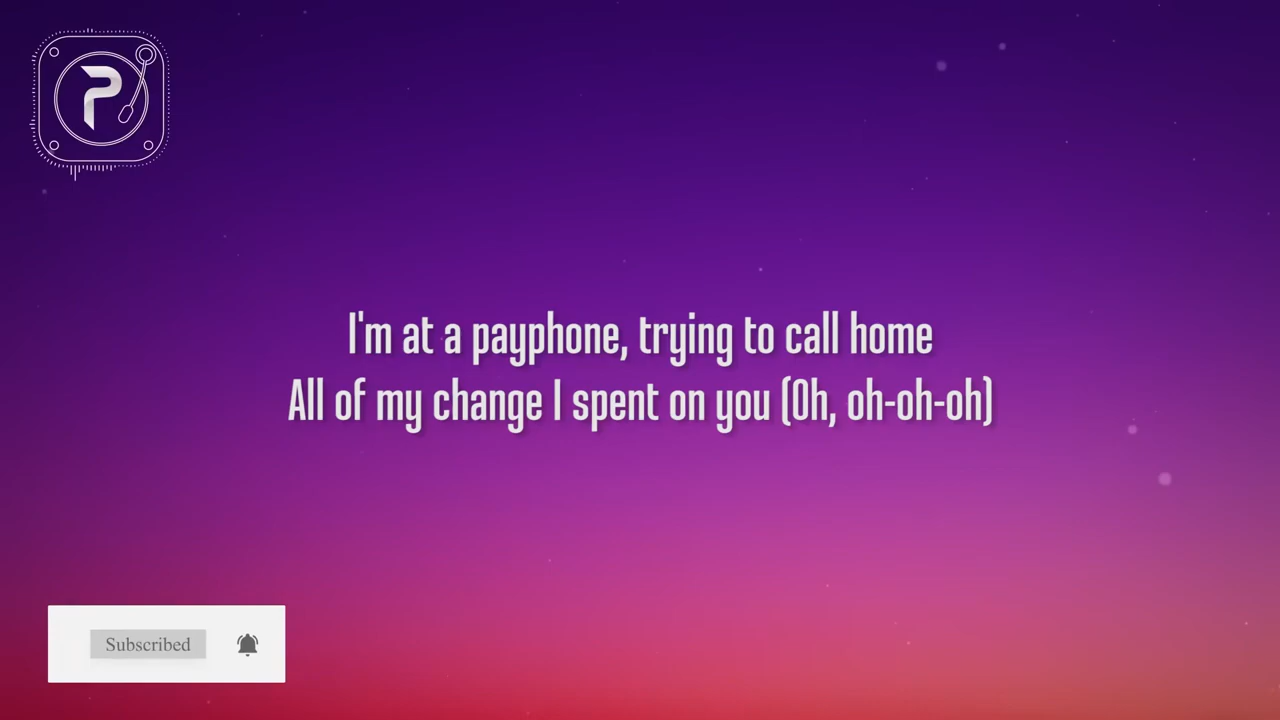 P
I'm at a payphone, trying to call home
All of my change I spent on you (Oh, oh-oh-oh)
Subscribed